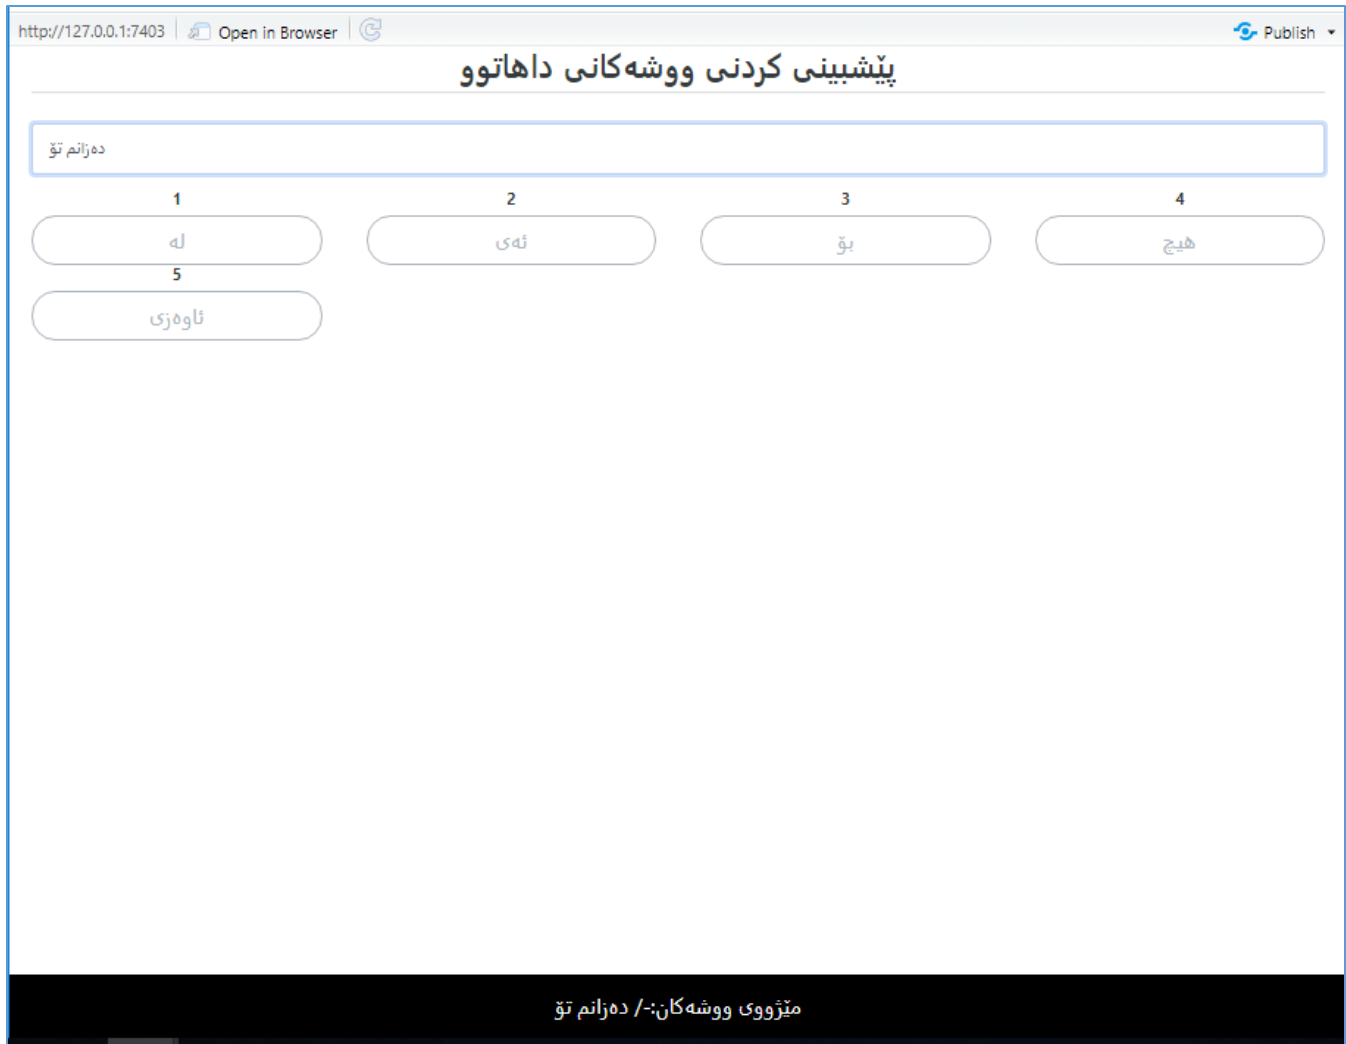 http://127.0.0.1:7403 Open in Browser Publish
پێشبینی کردنی ووشەکانی داهاتوو
دەزانم تۆ
1 2 3 4
لە ئەی بۆ هیچ
5
ئاوەزی
مێژووی ووشەکان:-/ دەزانم تۆ